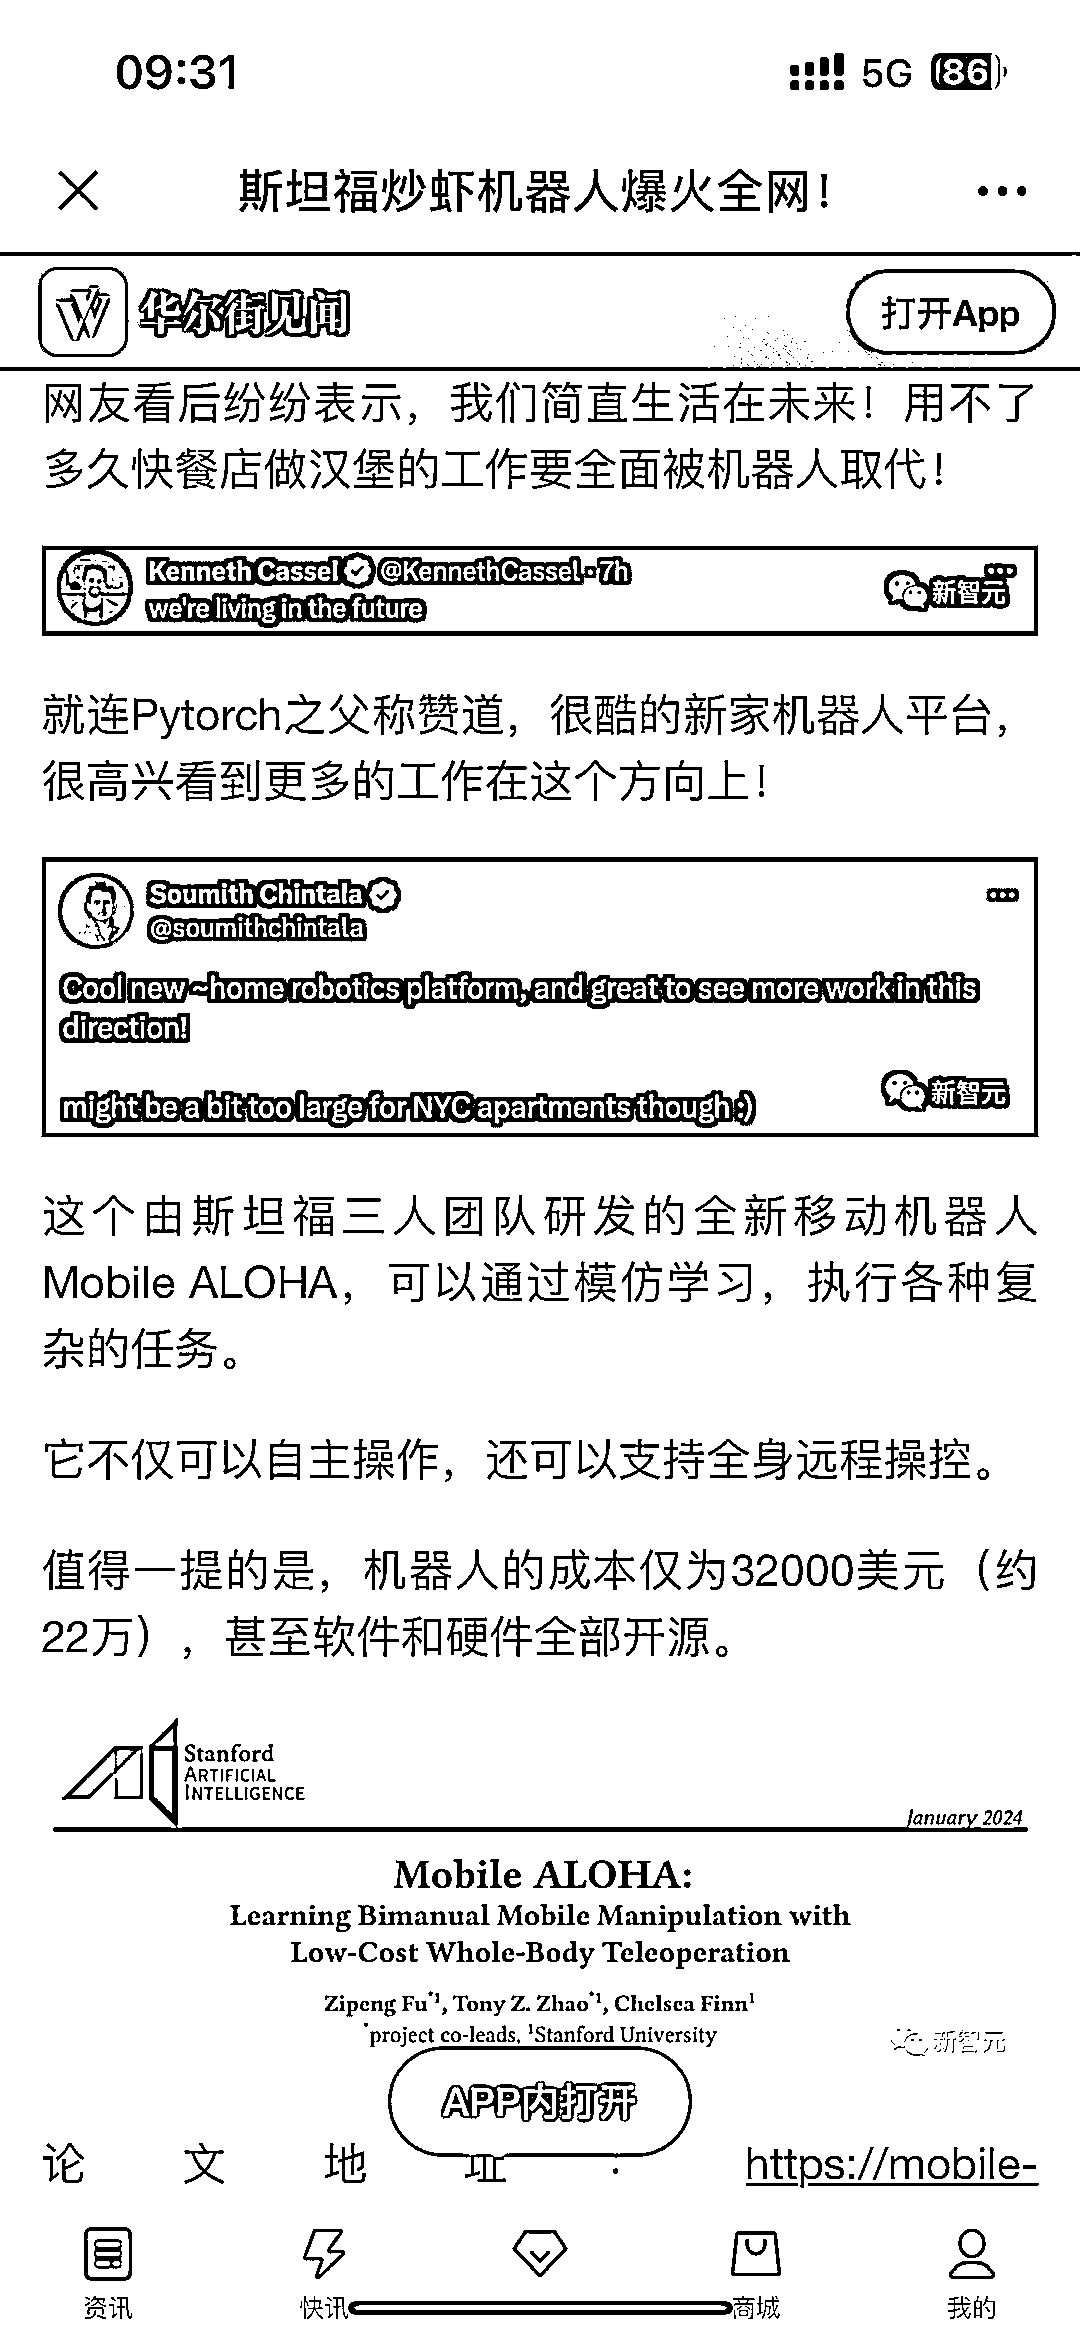 09:31
5G 86
斯坦福炒虾机器人爆火全网！
华尔街见闻
打开App
网友看后纷纷表示，我们简直生活在未来！用不了
多久快餐店做汉堡的工作要全面被机器人取代！
Kenneth Cassel @KennethCassel · 7h
we're living in the future
新智元
就连Pytorch之父称赞道，很酷的新家机器人平台，
很高兴看到更多的工作在这个方向上！
Soumith Chintala
@soumithchintala
Cool new ~home robotics platform, and great to see more work in this
direction!
might be a bit too large for NYC apartments though :)
新智元
这个由斯坦福三人团队研发的全新移动机器人
Mobile ALOHA，可以通过模仿学习，执行各种复
杂的任务。
它不仅可以自主操作，还可以支持全身远程操控。
值得一提的是，机器人的成本仅为32000美元（约
22万），甚至软件和硬件全部开源。
Stanford
ARTIFICIAL
INTELLIGENCE
January 2024
Mobile ALOHA:
Learning Bimanual Mobile Manipulation with
Low-Cost Whole-Body Teleoperation
Zipeng Fu*1, Tony Z. Zhao*1, Chelsea Finn1
*project co-leads, 1Stanford University
新智元
APP内打开
论文地址：https://mobile-
资讯 快讯 商城 我的